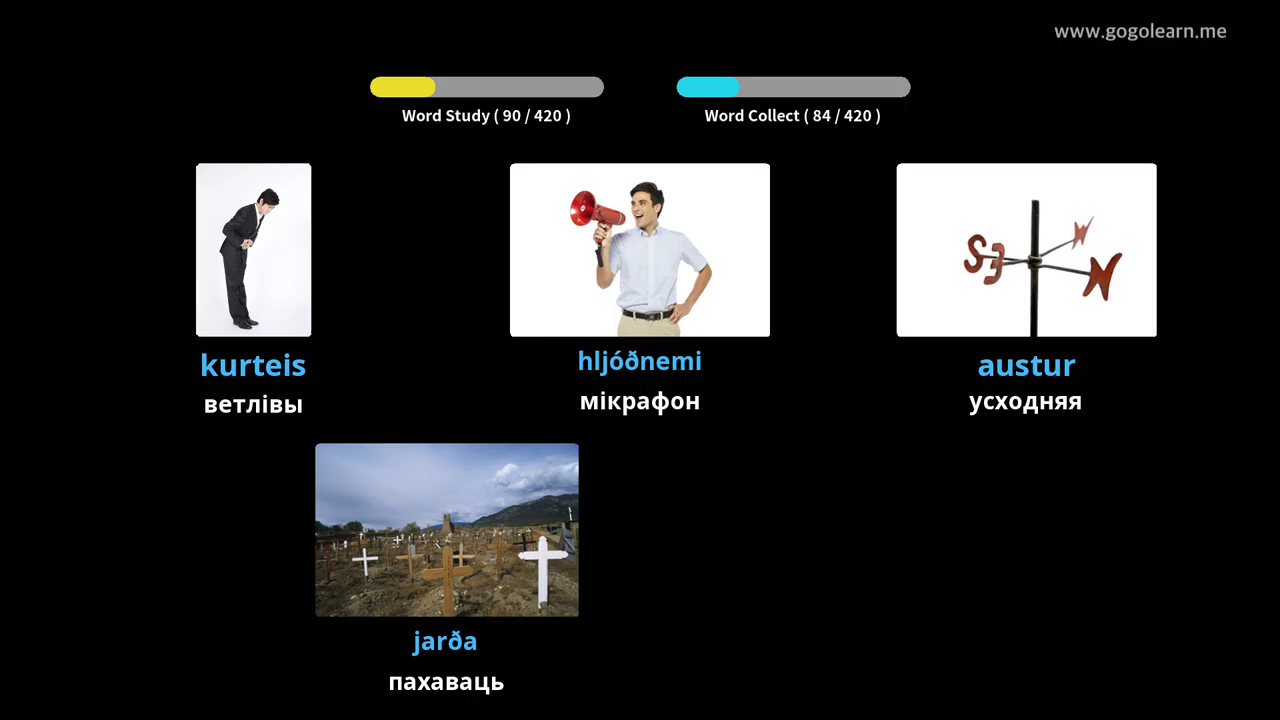 www.gogolearn.me
Word Study ( 90 / 420 )
Word Collect ( 84 / 420 )
kurteis
ветлівы
hljóðnemi
мікрафон
austur
усходняя
jarða
пахаваць